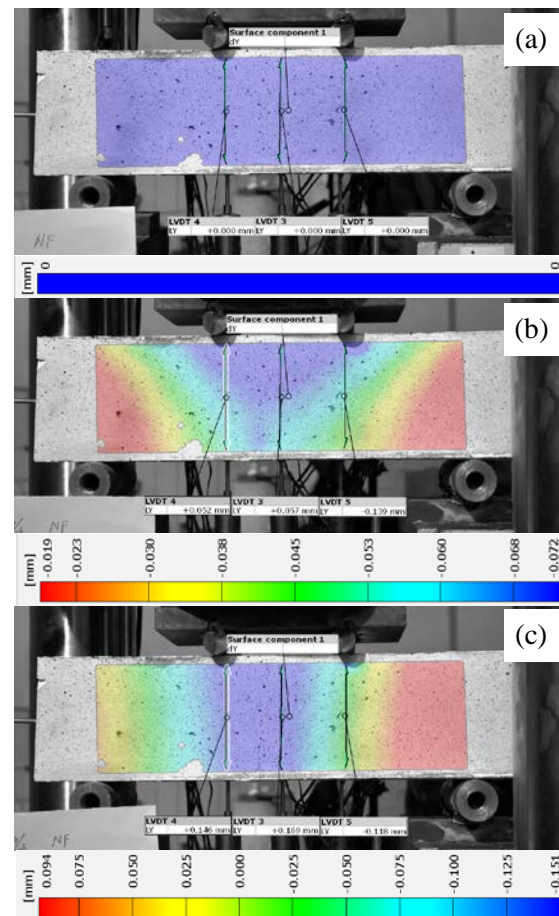 (a)
Surface component 1
dY
LVDT 4 LVDT 3 LVDT 5
LY +0.000 mm LY +0.000 mm LY +0.000 mm
NF
[mm] 0 0
(b)
Surface component 1
dY
LVDT 4 LVDT 3 LVDT 5
LY +0.052 mm LY +0.057 mm LY -0.139 mm
NF
[mm] -0.019 -0.023 -0.030 -0.038 -0.045 -0.053 -0.060 -0.068 -0.072
(c)
Surface component 1
dY
LVDT 4 LVDT 3 LVDT 5
LY +0.146 mm LY +0.169 mm LY -0.118 mm
NF
[mm] 0.094 0.075 0.050 0.025 0.000 -0.050 -0.075 -0.100 -0.125 -0.151